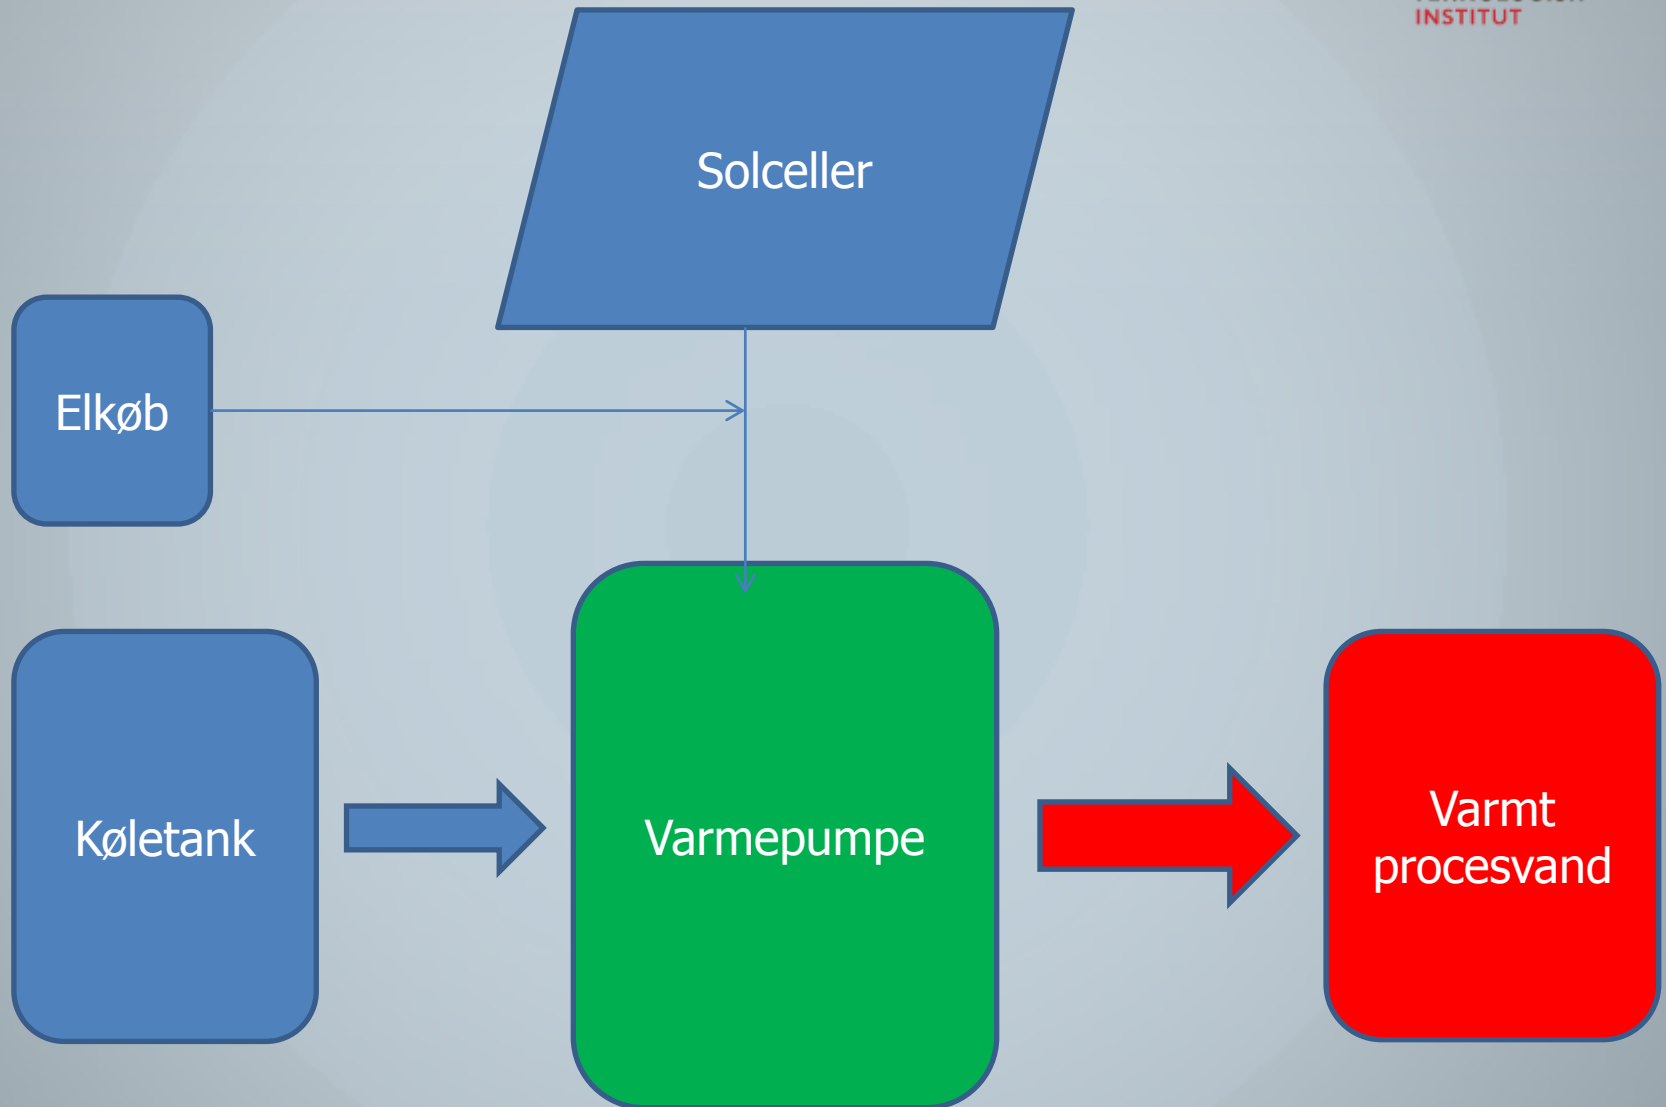 INSTITUT
Solceller
Elkøb
Køletank
Varmepumpe
Varmt
procesvand